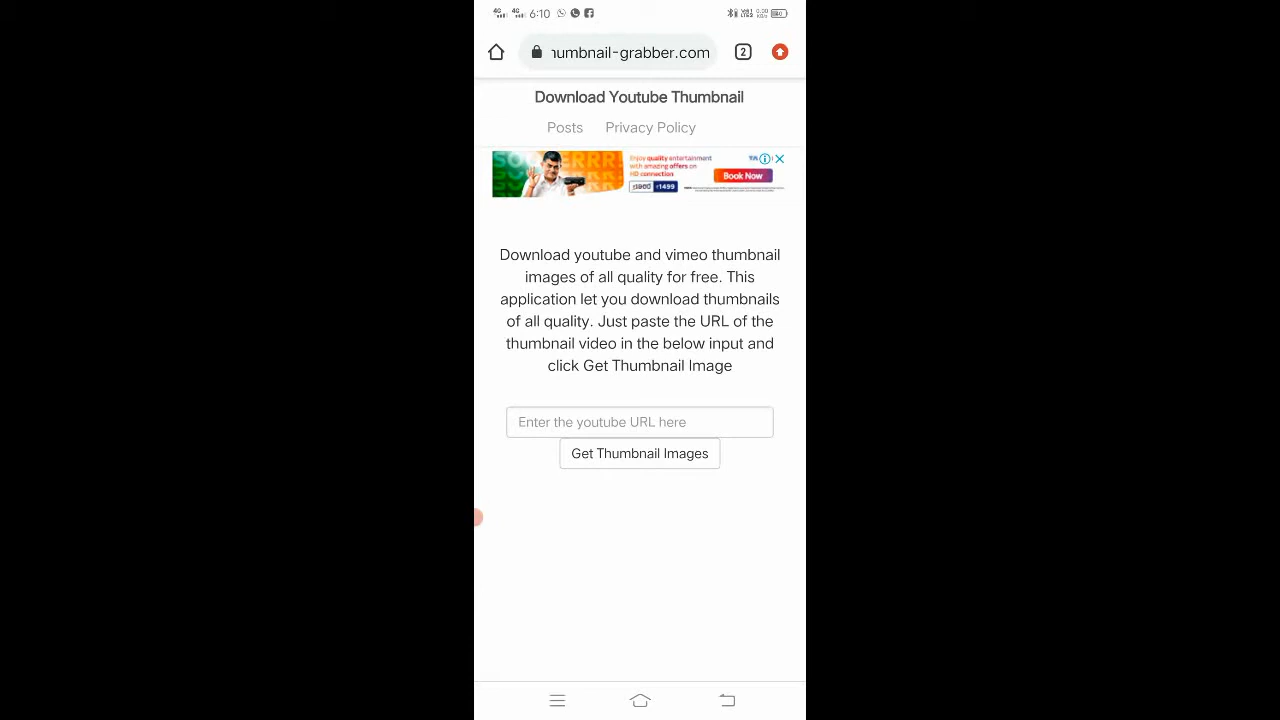 4G 4G 6:10
umbnail-grabber.com 2
Download Youtube Thumbnail
Posts Privacy Policy
Enjoy quality entertainment
with amazing offers on
HD connection
Book Now
₹1499
Download youtube and vimeo thumbnail
images of all quality for free. This
application let you download thumbnails
of all quality. Just paste the URL of the
thumbnail video in the below input and
click Get Thumbnail Image
Enter the youtube URL here
Get Thumbnail Images